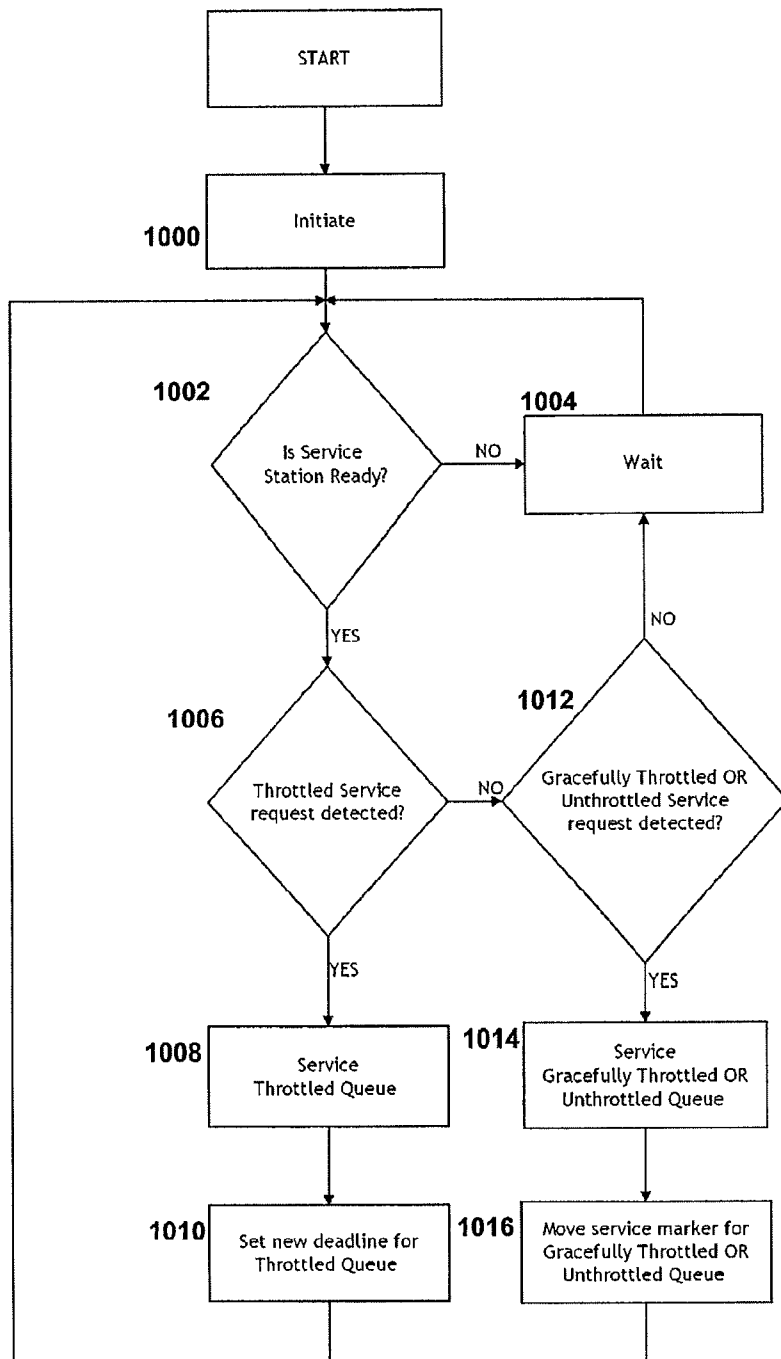 START
1000
Initiate
1002
Is Service
Station Ready?
NO
1004
Wait
YES
NO
1006
Throttled Service
request detected?
NO
1012
Gracefully Throttled OR
Unthrottled Service
request detected?
YES
YES
1008
Service
Throttled Queue
1014
Service
Gracefully Throttled OR
Unthrottled Queue
1010
Set new deadline for
Throttled Queue
1016
Move service marker for
Gracefully Throttled OR
Unthrottled Queue